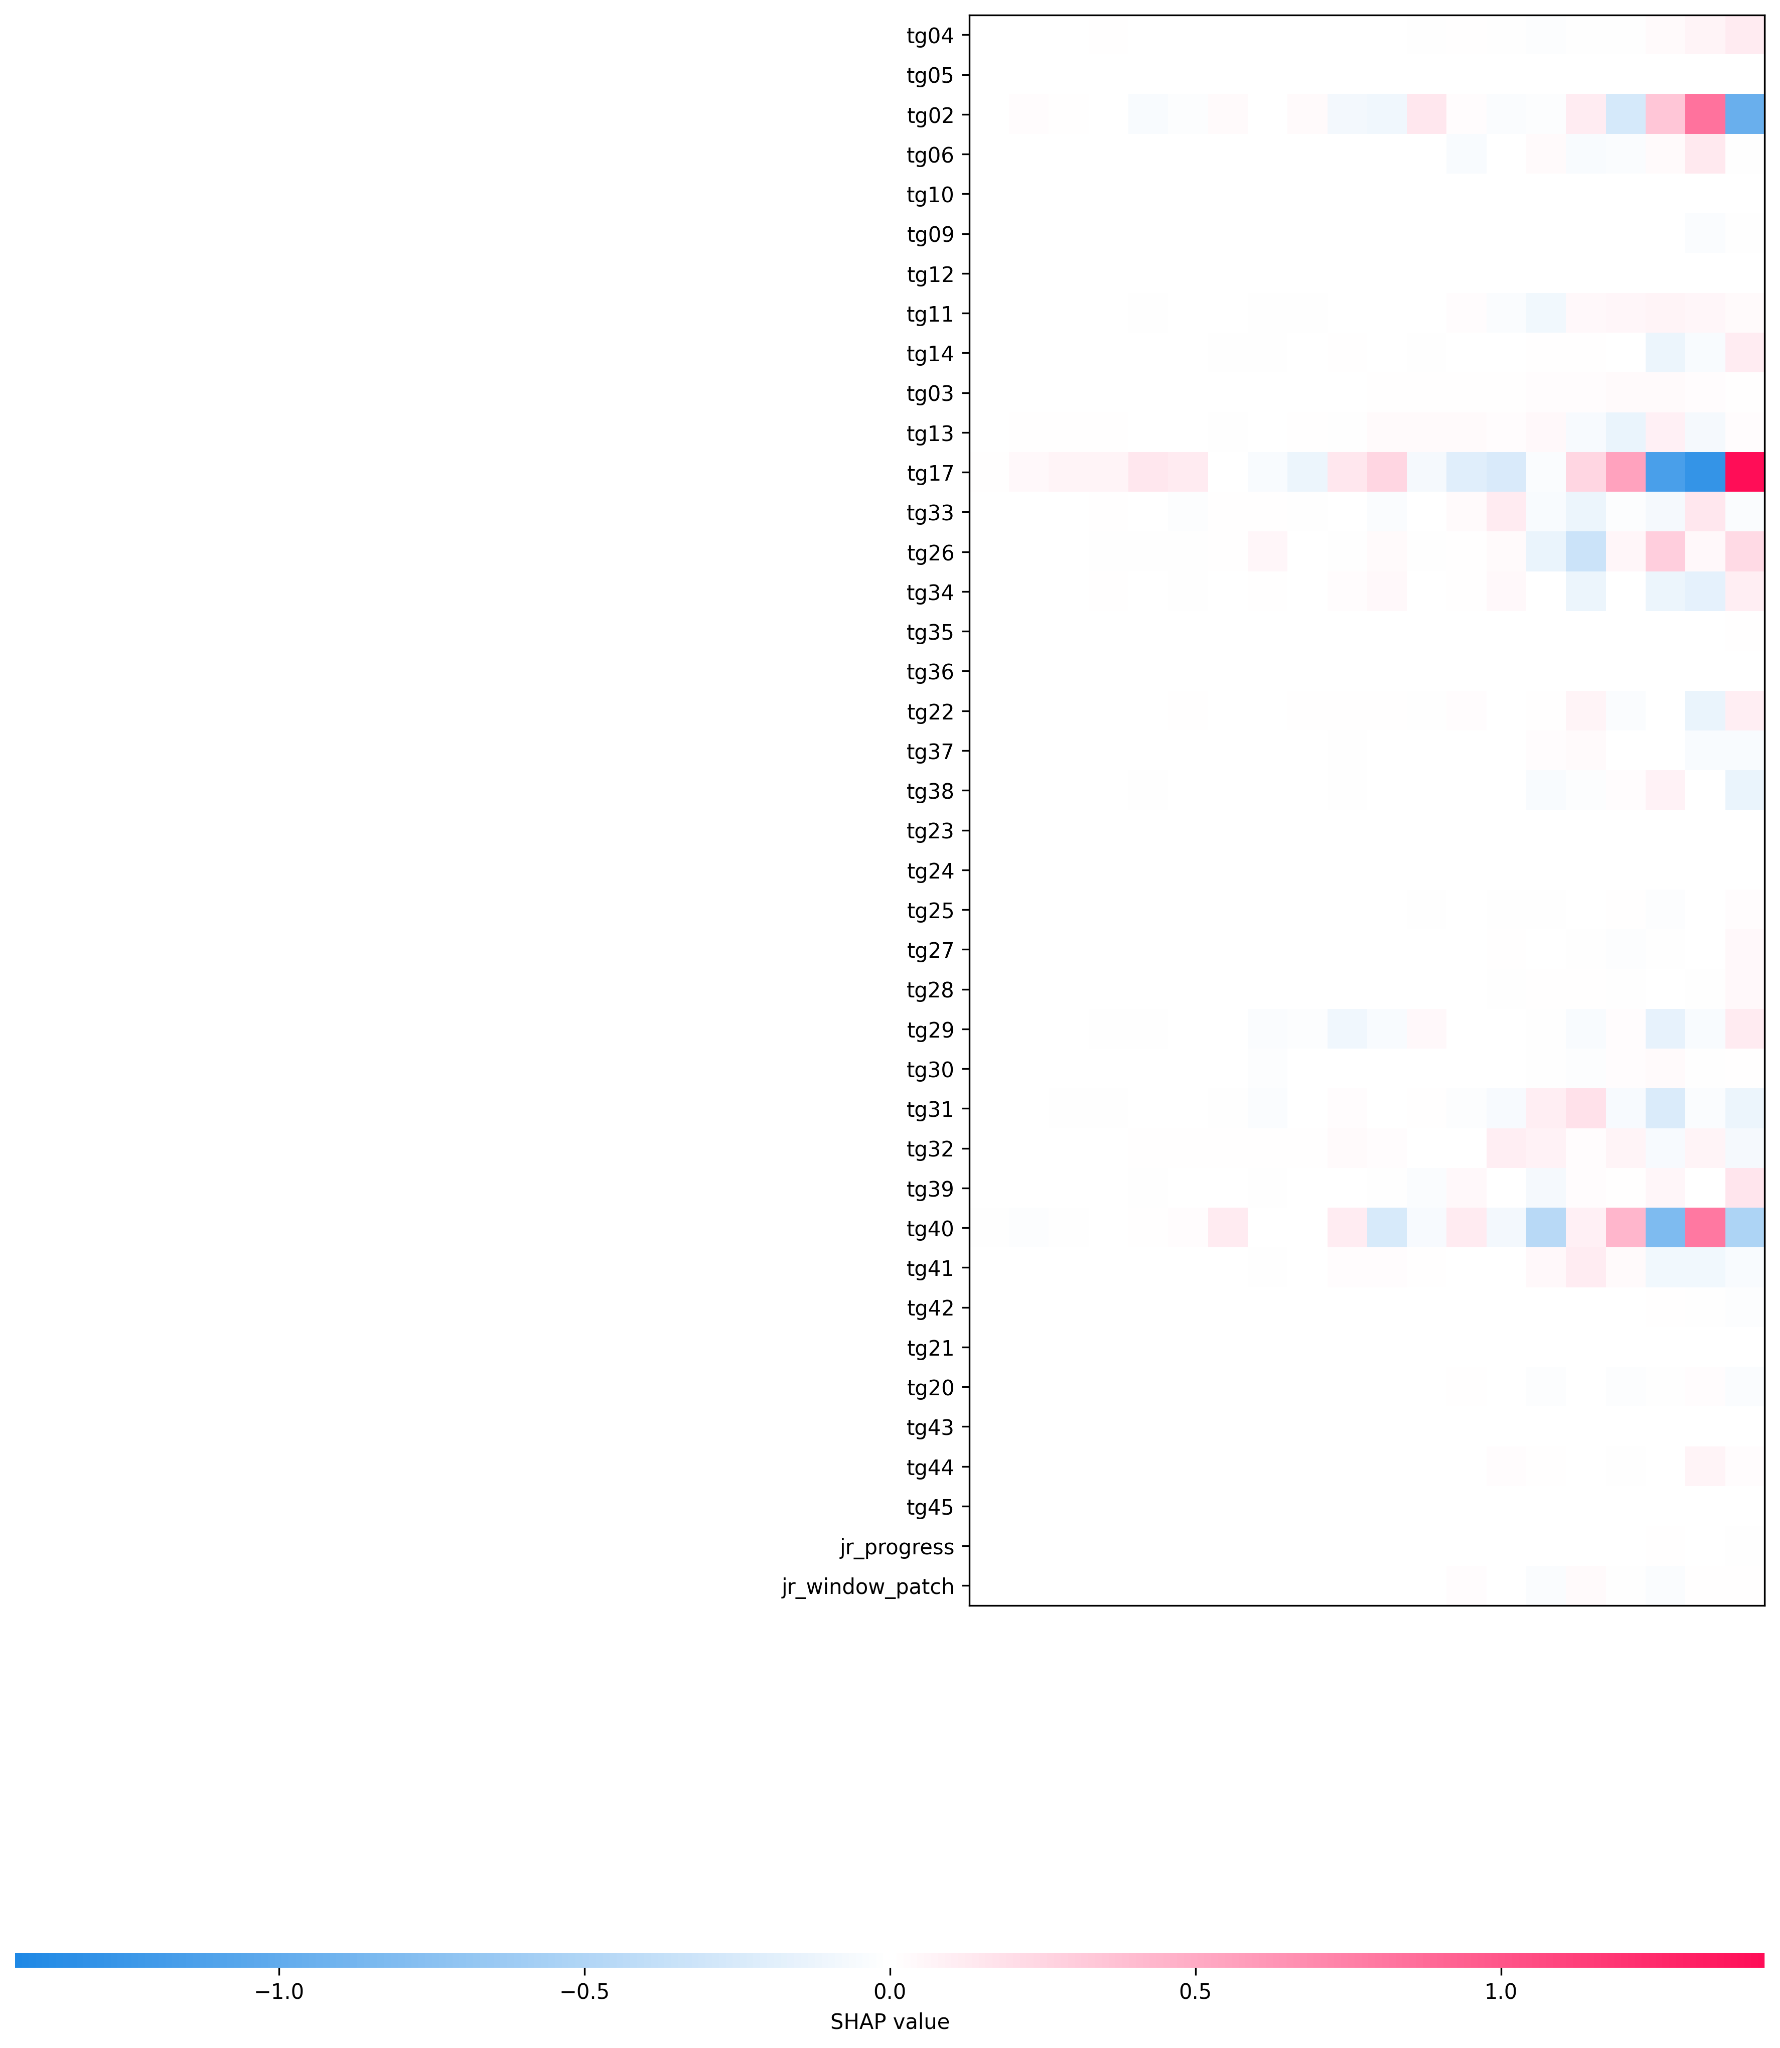 tg04
tg05
tg02
tg06
tg10
tg09
tg12
tg11
tg14
tg03
tg13
tg17
tg33
tg26
tg34
tg35
tg36
tg22
tg37
tg38
tg23
tg24
tg25
tg27
tg28
tg29
tg30
tg31
tg32
tg39
tg40
tg41
tg42
tg21
tg20
tg43
tg44
tg45
jr_progress
jr_window_patch
−1.0 −0.5 0.0 0.5 1.0
SHAP value